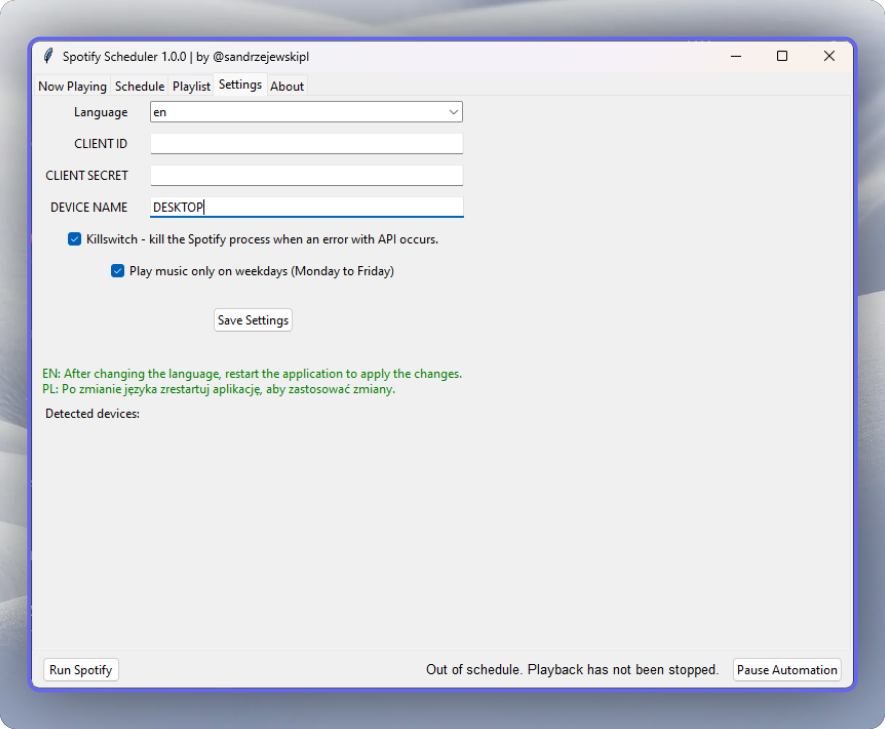 Spotify Scheduler 1.0.0 | by @sandrzejewskipl
Now Playing Schedule Playlist Settings About
Language en
CLIENT ID
CLIENT SECRET
DEVICE NAME DESKTOP
Killswitch - kill the Spotify process when an error with API occurs.
Play music only on weekdays (Monday to Friday)
Save Settings
EN: After changing the language, restart the application to apply the changes.
PL: Po zmianie języka zrestartuj aplikację, aby zastosować zmiany.
Detected devices:
Run Spotify Out of schedule. Playback has not been stopped. Pause Automation